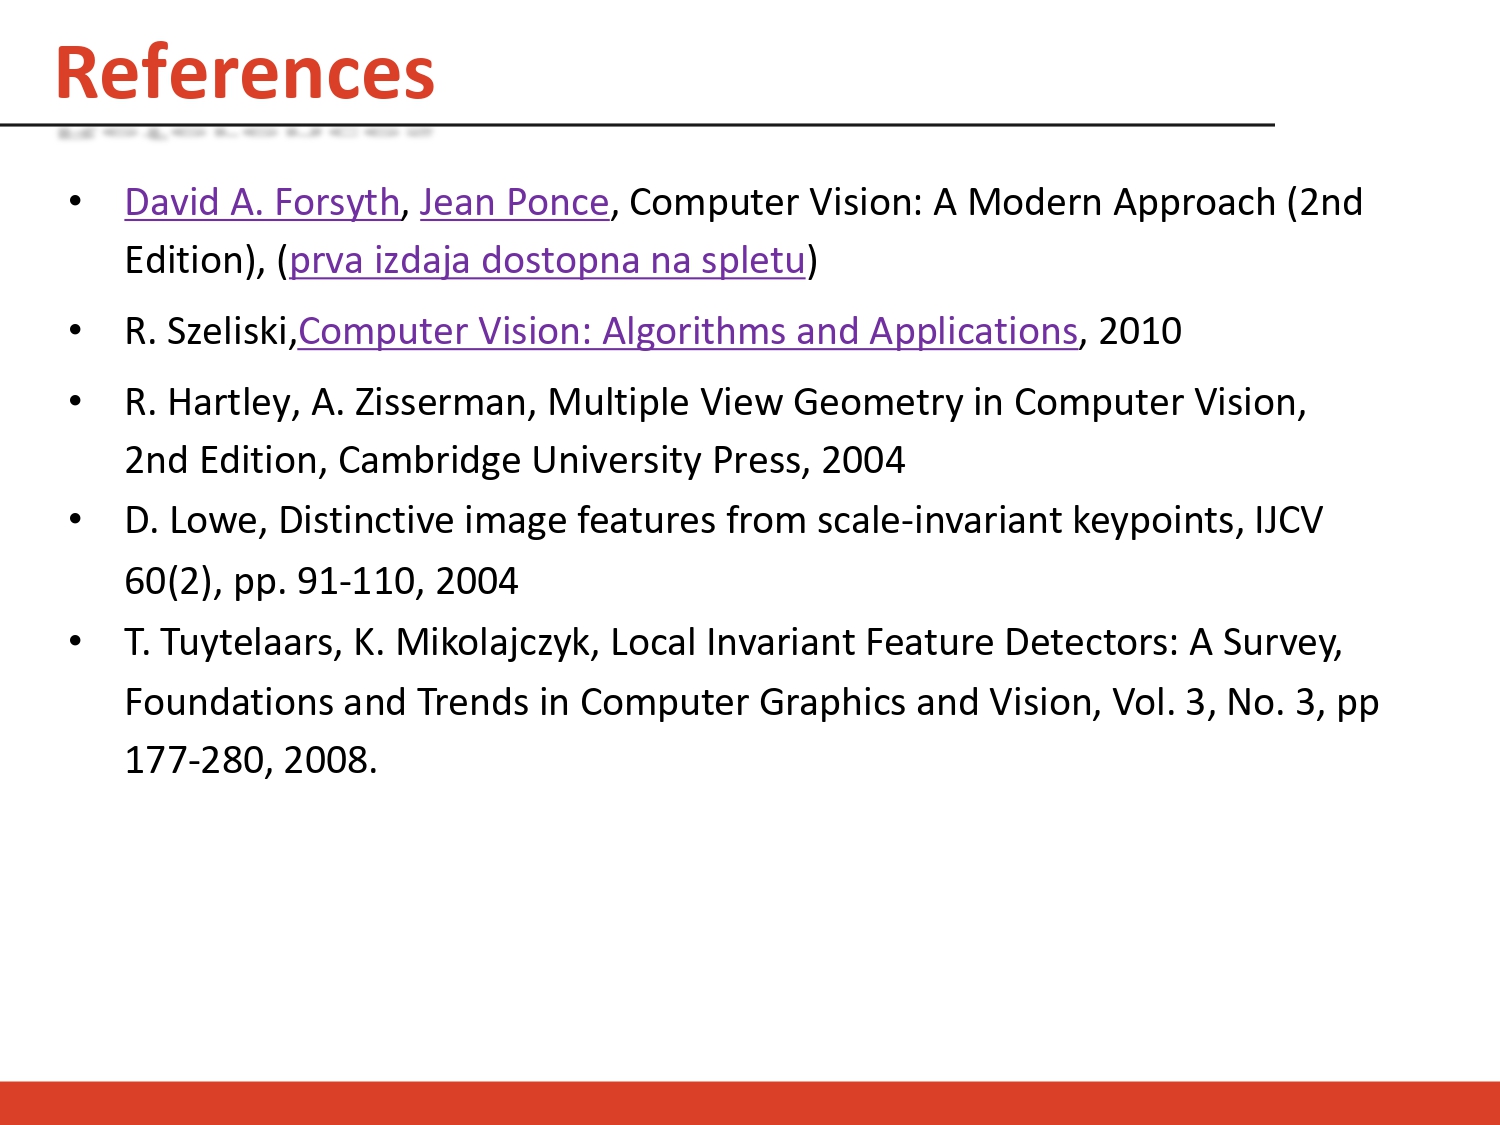 References
• David A. Forsyth, Jean Ponce, Computer Vision: A Modern Approach (2nd
Edition), (prva izdaja dostopna na spletu)
• R. Szeliski,Computer Vision: Algorithms and Applications, 2010
• R. Hartley, A. Zisserman, Multiple View Geometry in Computer Vision,
2nd Edition, Cambridge University Press, 2004
• D. Lowe, Distinctive image features from scale-invariant keypoints, IJCV
60(2), pp. 91-110, 2004
• T. Tuytelaars, K. Mikolajczyk, Local Invariant Feature Detectors: A Survey,
Foundations and Trends in Computer Graphics and Vision, Vol. 3, No. 3, pp
177-280, 2008.